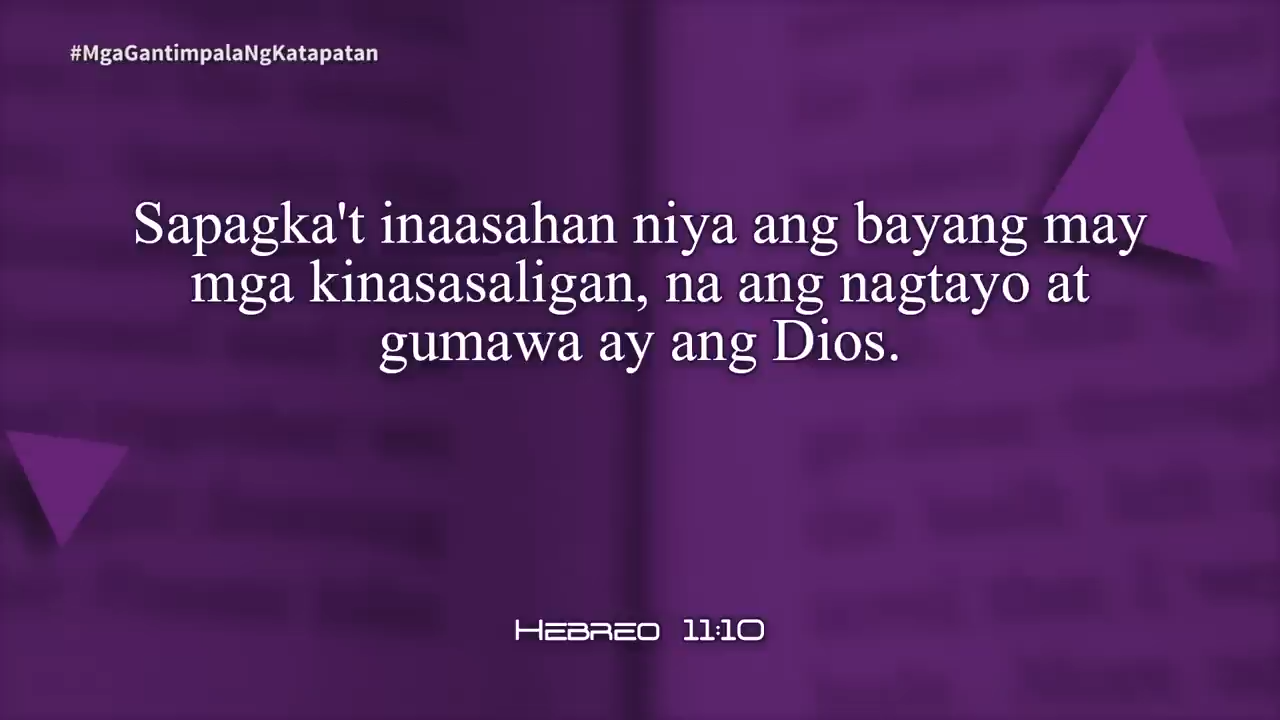 #MgaGantimpalaNgKatapatan
Sapagka't inaasahan niya ang bayang may
mga kinasasaligan, na ang nagtayo at
gumawa ay ang Dios.
Hebreo 11:10